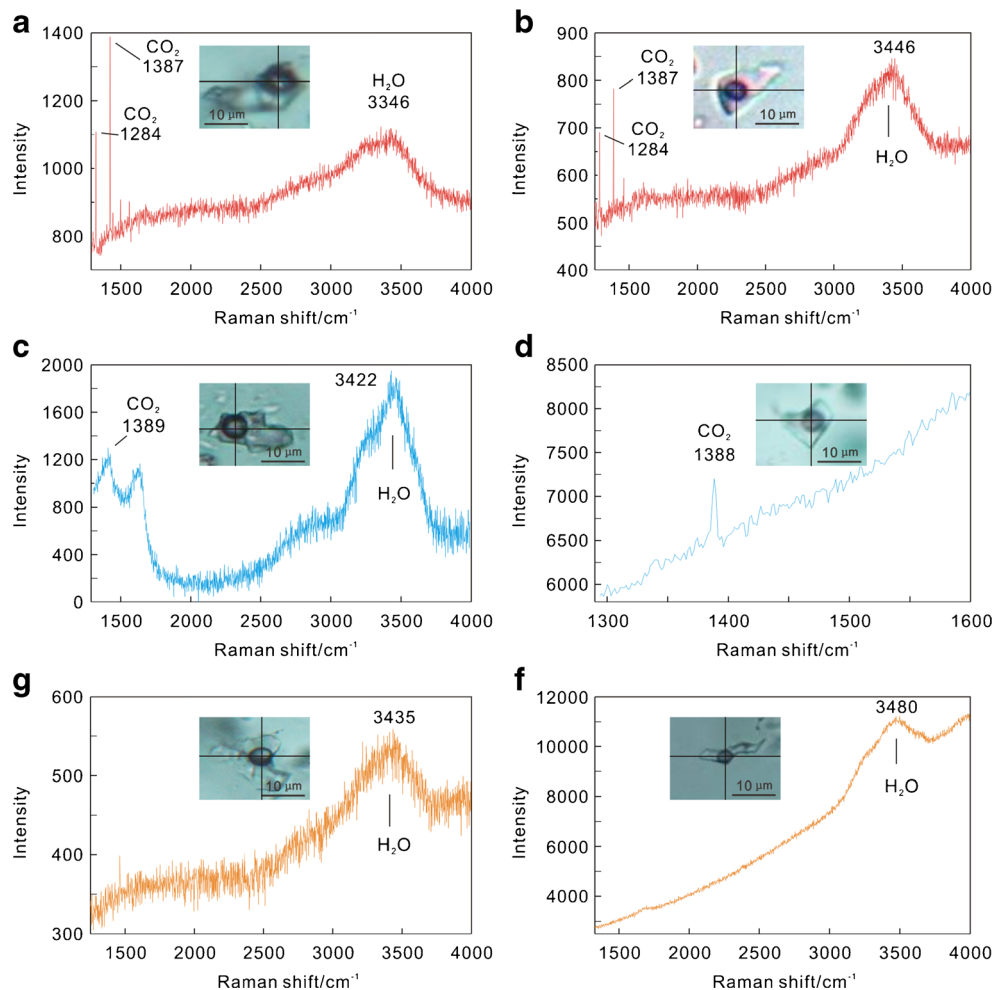 a
1400
1200
1000
800
Intensity
CO2
1387
CO2
1284
H2O
3346
10 μm
1500 2000 2500 3000 3500 4000
Raman shift/cm-1
b
900
800
700
600
500
400
Intensity
CO2
1387
CO2
1284
3446
H2O
10 μm
1500 2000 2500 3000 3500 4000
Raman shift/cm-1
c
2000
1600
1200
800
400
0
Intensity
CO2
1389
3422
H2O
10 μm
1500 2000 2500 3000 3500 4000
Raman shift/cm-1
d
8500
8000
7500
7000
6500
6000
Intensity
CO2
1388
10 μm
1300 1400 1500 1600
Raman shift/cm-1
g
600
500
400
300
Intensity
3435
H2O
10 μm
1500 2000 2500 3000 3500 4000
Raman shift/cm-1
f
12000
10000
8000
6000
4000
Intensity
3480
H2O
10 μm
1500 2000 2500 3000 3500 4000
Raman shift/cm-1